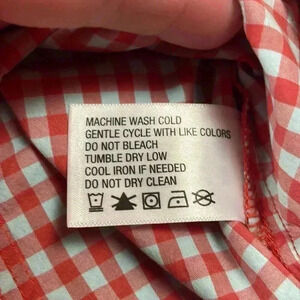 MACHINE WASH COLD
GENTLE CYCLE WITH LIKE COLORS
DO NOT BLEACH
TUMBLE DRY LOW
COOL IRON IF NEEDED
DO NOT DRY CLEAN